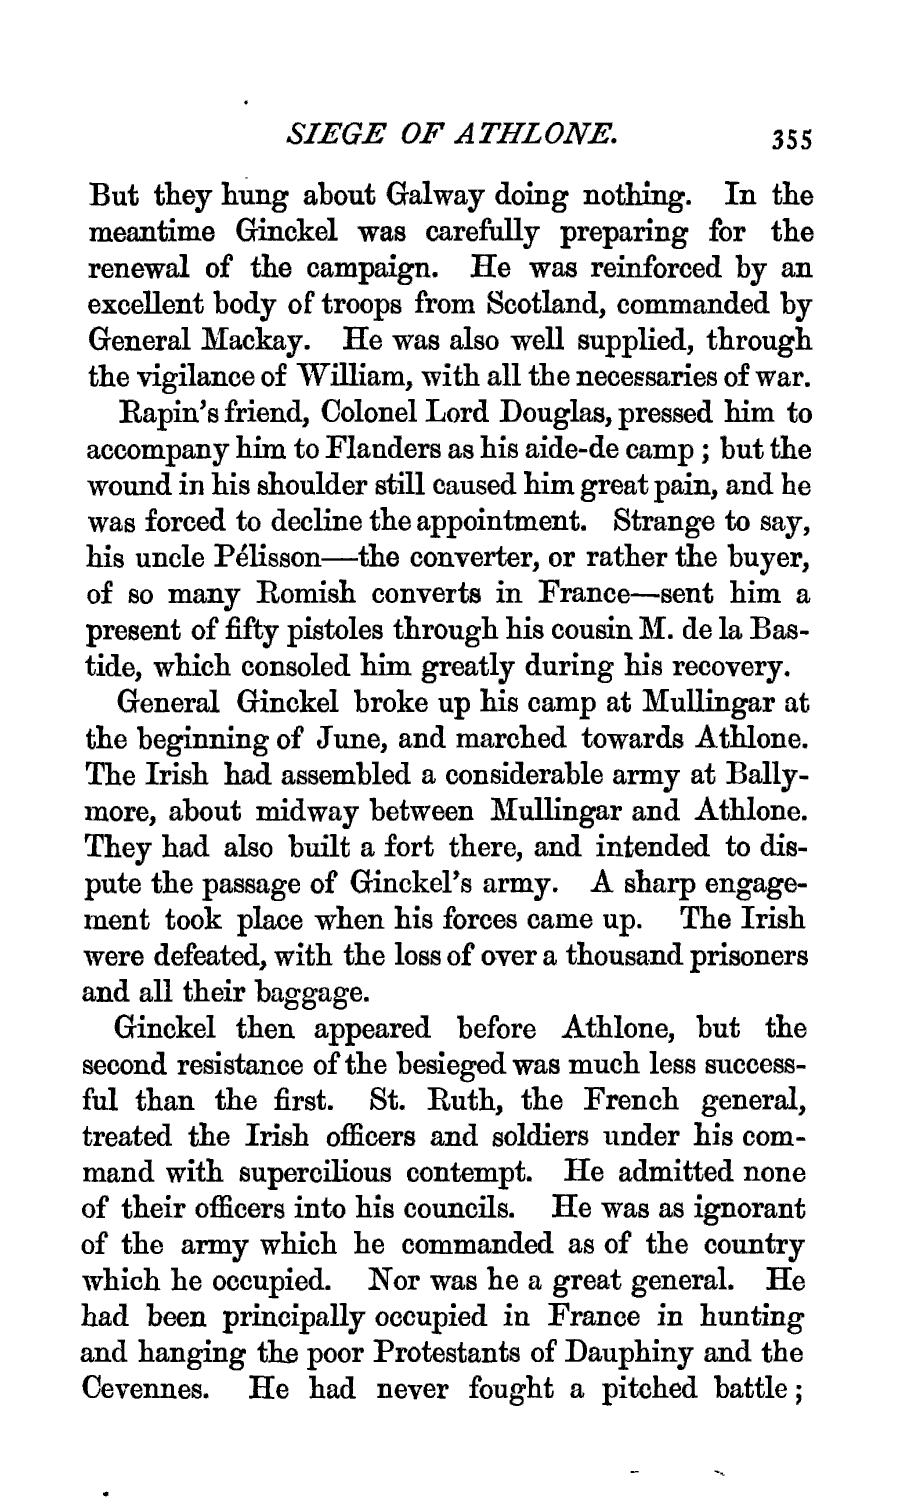 SIEGE OF ATHLONE. 355
But they hung about Galway doing nothing. In the
meantime Ginckel was carefully preparing for the
renewal of the campaign. He was reinforced by an
excellent body of troops from Scotland, commanded by
General Mackay. He was also well supplied, through
the vigilance of William, with all the necessaries of war.
Rapin's friend, Colonel Lord Douglas, pressed him to
accompany him to Flanders as his aide-de camp; but the
wound in his shoulder still caused him great pain, and he
was forced to decline the appointment. Strange to say,
his uncle Pélisson—the converter, or rather the buyer,
of so many Romish converts in France—sent him a
present of fifty pistoles through his cousin M. de la Bas-
tide, which consoled him greatly during his recovery.
General Ginckel broke up his camp at Mullingar at
the beginning of June, and marched towards Athlone.
The Irish had assembled a considerable army at Bally-
more, about midway between Mullingar and Athlone.
They had also built a fort there, and intended to dis-
pute the passage of Ginckel's army. A sharp engage-
ment took place when his forces came up. The Irish
were defeated, with the loss of over a thousand prisoners
and all their baggage.
Ginckel then appeared before Athlone, but the
second resistance of the besieged was much less success-
ful than the first. St. Ruth, the French general,
treated the Irish officers and soldiers under his com-
mand with supercilious contempt. He admitted none
of their officers into his councils. He was as ignorant
of the army which he commanded as of the country
which he occupied. Nor was he a great general. He
had been principally occupied in France in hunting
and hanging the poor Protestants of Dauphiny and the
Cevennes. He had never fought a pitched battle;